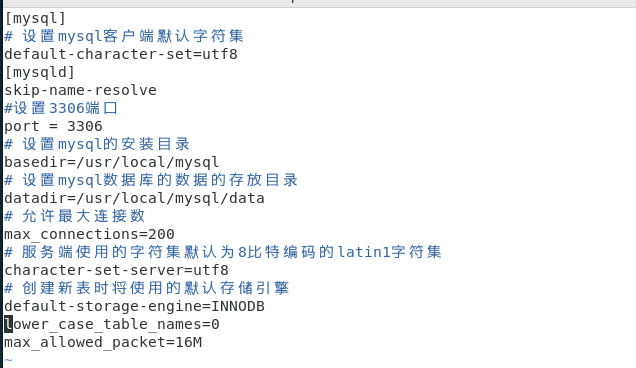 [mysql]
# 设置mysql客户端默认字符集
default-character-set=utf8
[mysqld]
skip-name-resolve
#设置3306端口
port = 3306
# 设置mysql的安装目录
basedir=/usr/local/mysql
# 设置mysql数据库的数据的存放目录
datadir=/usr/local/mysql/data
# 允许最大连接数
max_connections=200
# 服务端使用的字符集默认为8比特编码的latin1字符集
character-set-server=utf8
# 创建新表时将使用的默认存储引擎
default-storage-engine=INNODB
lower_case_table_names=0
max_allowed_packet=16M
~